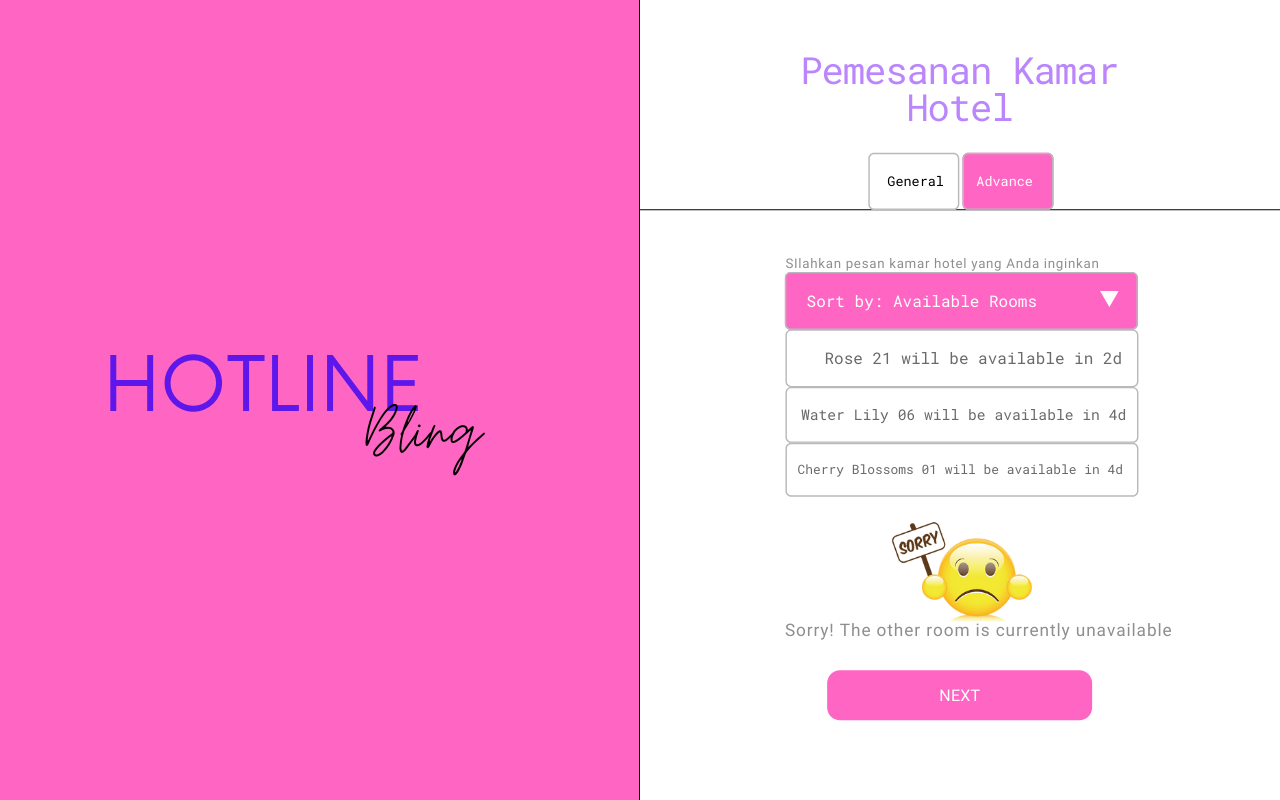 HOTLINE
Bling
Pemesanan Kamar
Hotel
General
Advance
SIlahkan pesan kamar hotel yang Anda inginkan
Sort by: Available Rooms
Rose 21 will be available in 2d
Water Lily 06 will be available in 4d
Cherry Blossoms 01 will be available in 4d
SORRY
Sorry! The other room is currently unavailable
NEXT